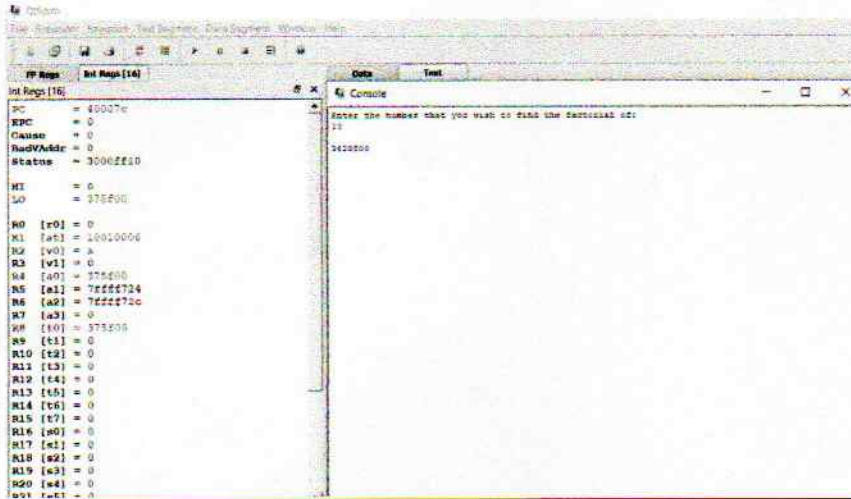 QtSpim
File Simulator Registers Text Segment Data Segment Window Help
FP Regs Int Regs [16]
Data Text
Int Regs [16]
Console
PC = 40007c
EPC = 0
Cause = 0
BadVAddr = 0
Status = 3000ff10
HI = 0
LO = 375f00
R0 [r0] = 0
R1 [at] = 10010006
R2 [v0] = a
R3 [v1] = 0
R4 [a0] = 375f00
R5 [a1] = 7ffff724
R6 [a2] = 7ffff72c
R7 [a3] = 0
R8 [t0] = 375f00
R9 [t1] = 0
R10 [t2] = 0
R11 [t3] = 0
R12 [t4] = 0
R13 [t5] = 0
R14 [t6] = 0
R15 [t7] = 0
R16 [s0] = 0
R17 [s1] = 0
R18 [s2] = 0
R19 [s3] = 0
R20 [s4] = 0
R21 [s5] = 0
Enter the number that you wish to find the factorial of:
10
3628800